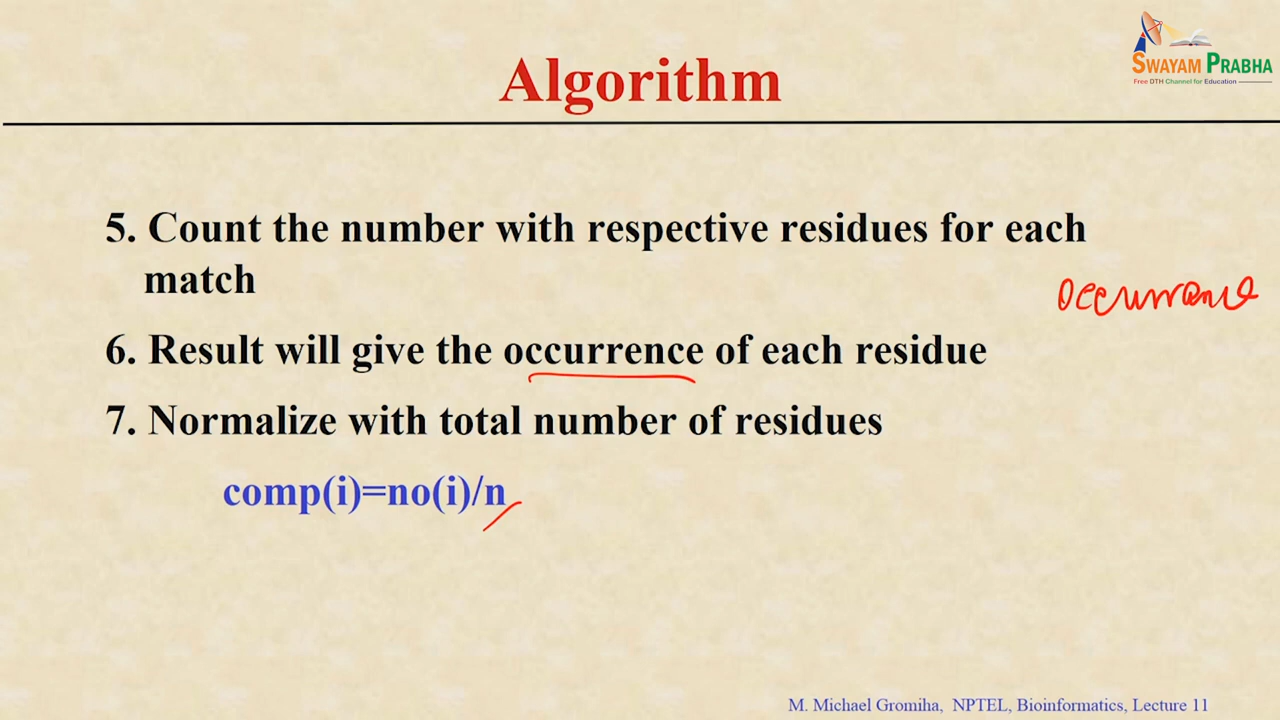 SWAYAM PRABHA
Free DTH Channel for Education
Algorithm
5. Count the number with respective residues for each
match
occurrance
6. Result will give the occurrence of each residue
7. Normalize with total number of residues
comp(i)=no(i)/n
M. Michael Gromiha, NPTEL, Bioinformatics, Lecture 11